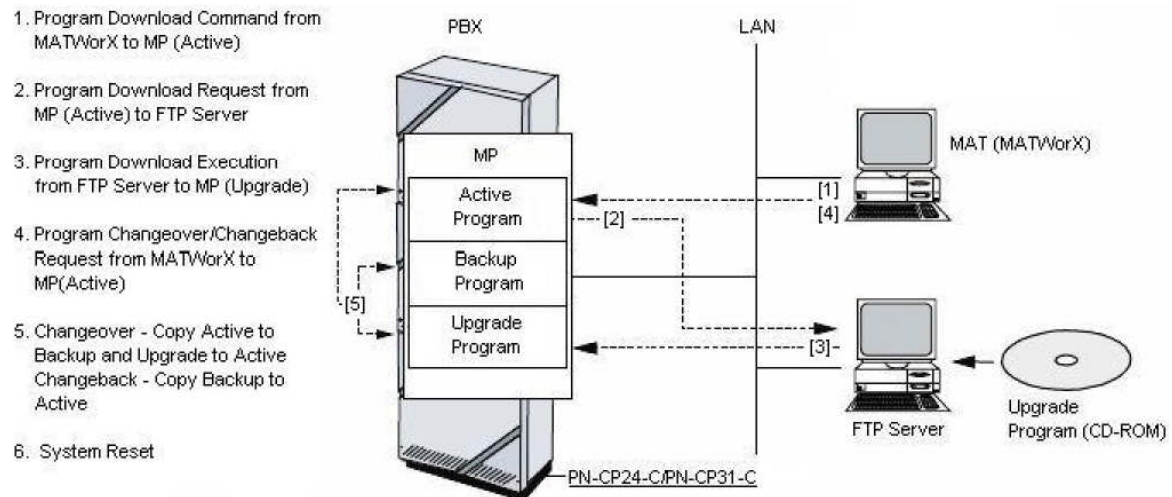 1. Program Download Command from
MATWorX to MP (Active)
2. Program Download Request from
MP (Active) to FTP Server
3. Program Download Execution
from FTP Server to MP (Upgrade)
4. Program Changeover/Changeback
Request from MATWorX to
MP(Active)
5. Changeover - Copy Active to
Backup and Upgrade to Active
Changeback - Copy Backup to
Active
6. System Reset
PBX
LAN
MP
Active
Program
Backup
Program
Upgrade
Program
[1]
[4]
[2]
[5]
[3]
MAT (MATWorX)
FTP Server
Upgrade
Program (CD-ROM)
PN-CP24-C/PN-CP31-C